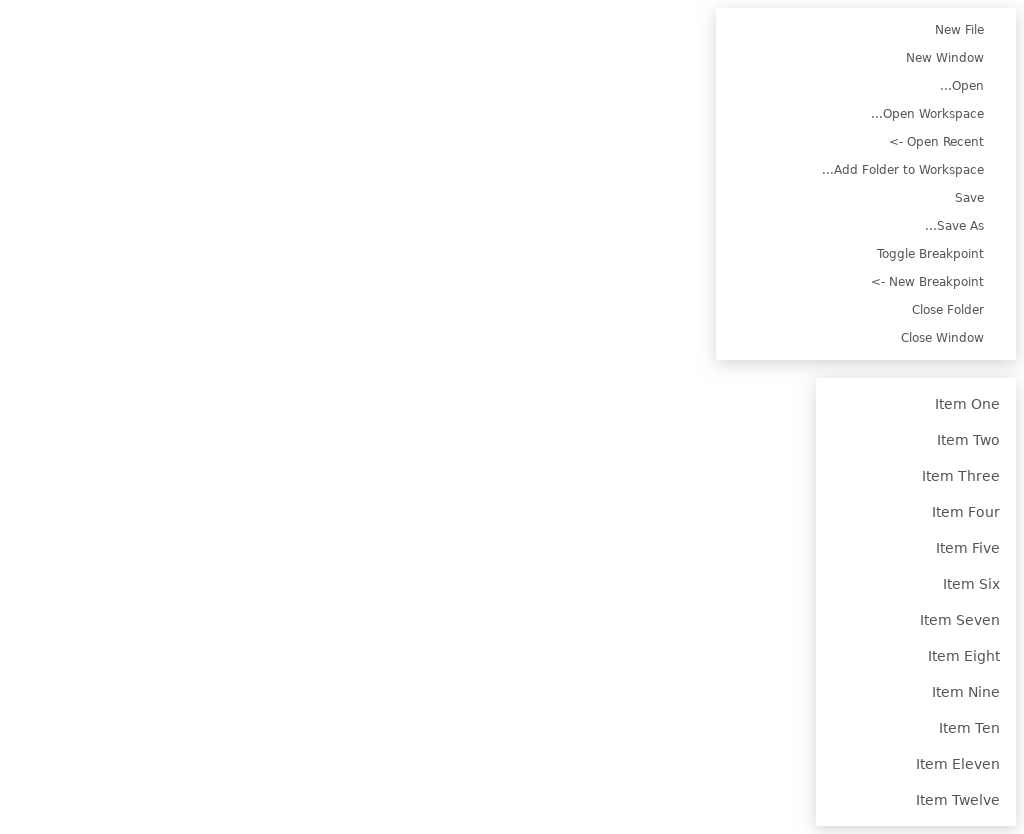 New File
New Window
...Open
...Open Workspace
<- Open Recent
...Add Folder to Workspace
Save
...Save As
Toggle Breakpoint
<- New Breakpoint
Close Folder
Close Window
Item One
Item Two
Item Three
Item Four
Item Five
Item Six
Item Seven
Item Eight
Item Nine
Item Ten
Item Eleven
Item Twelve